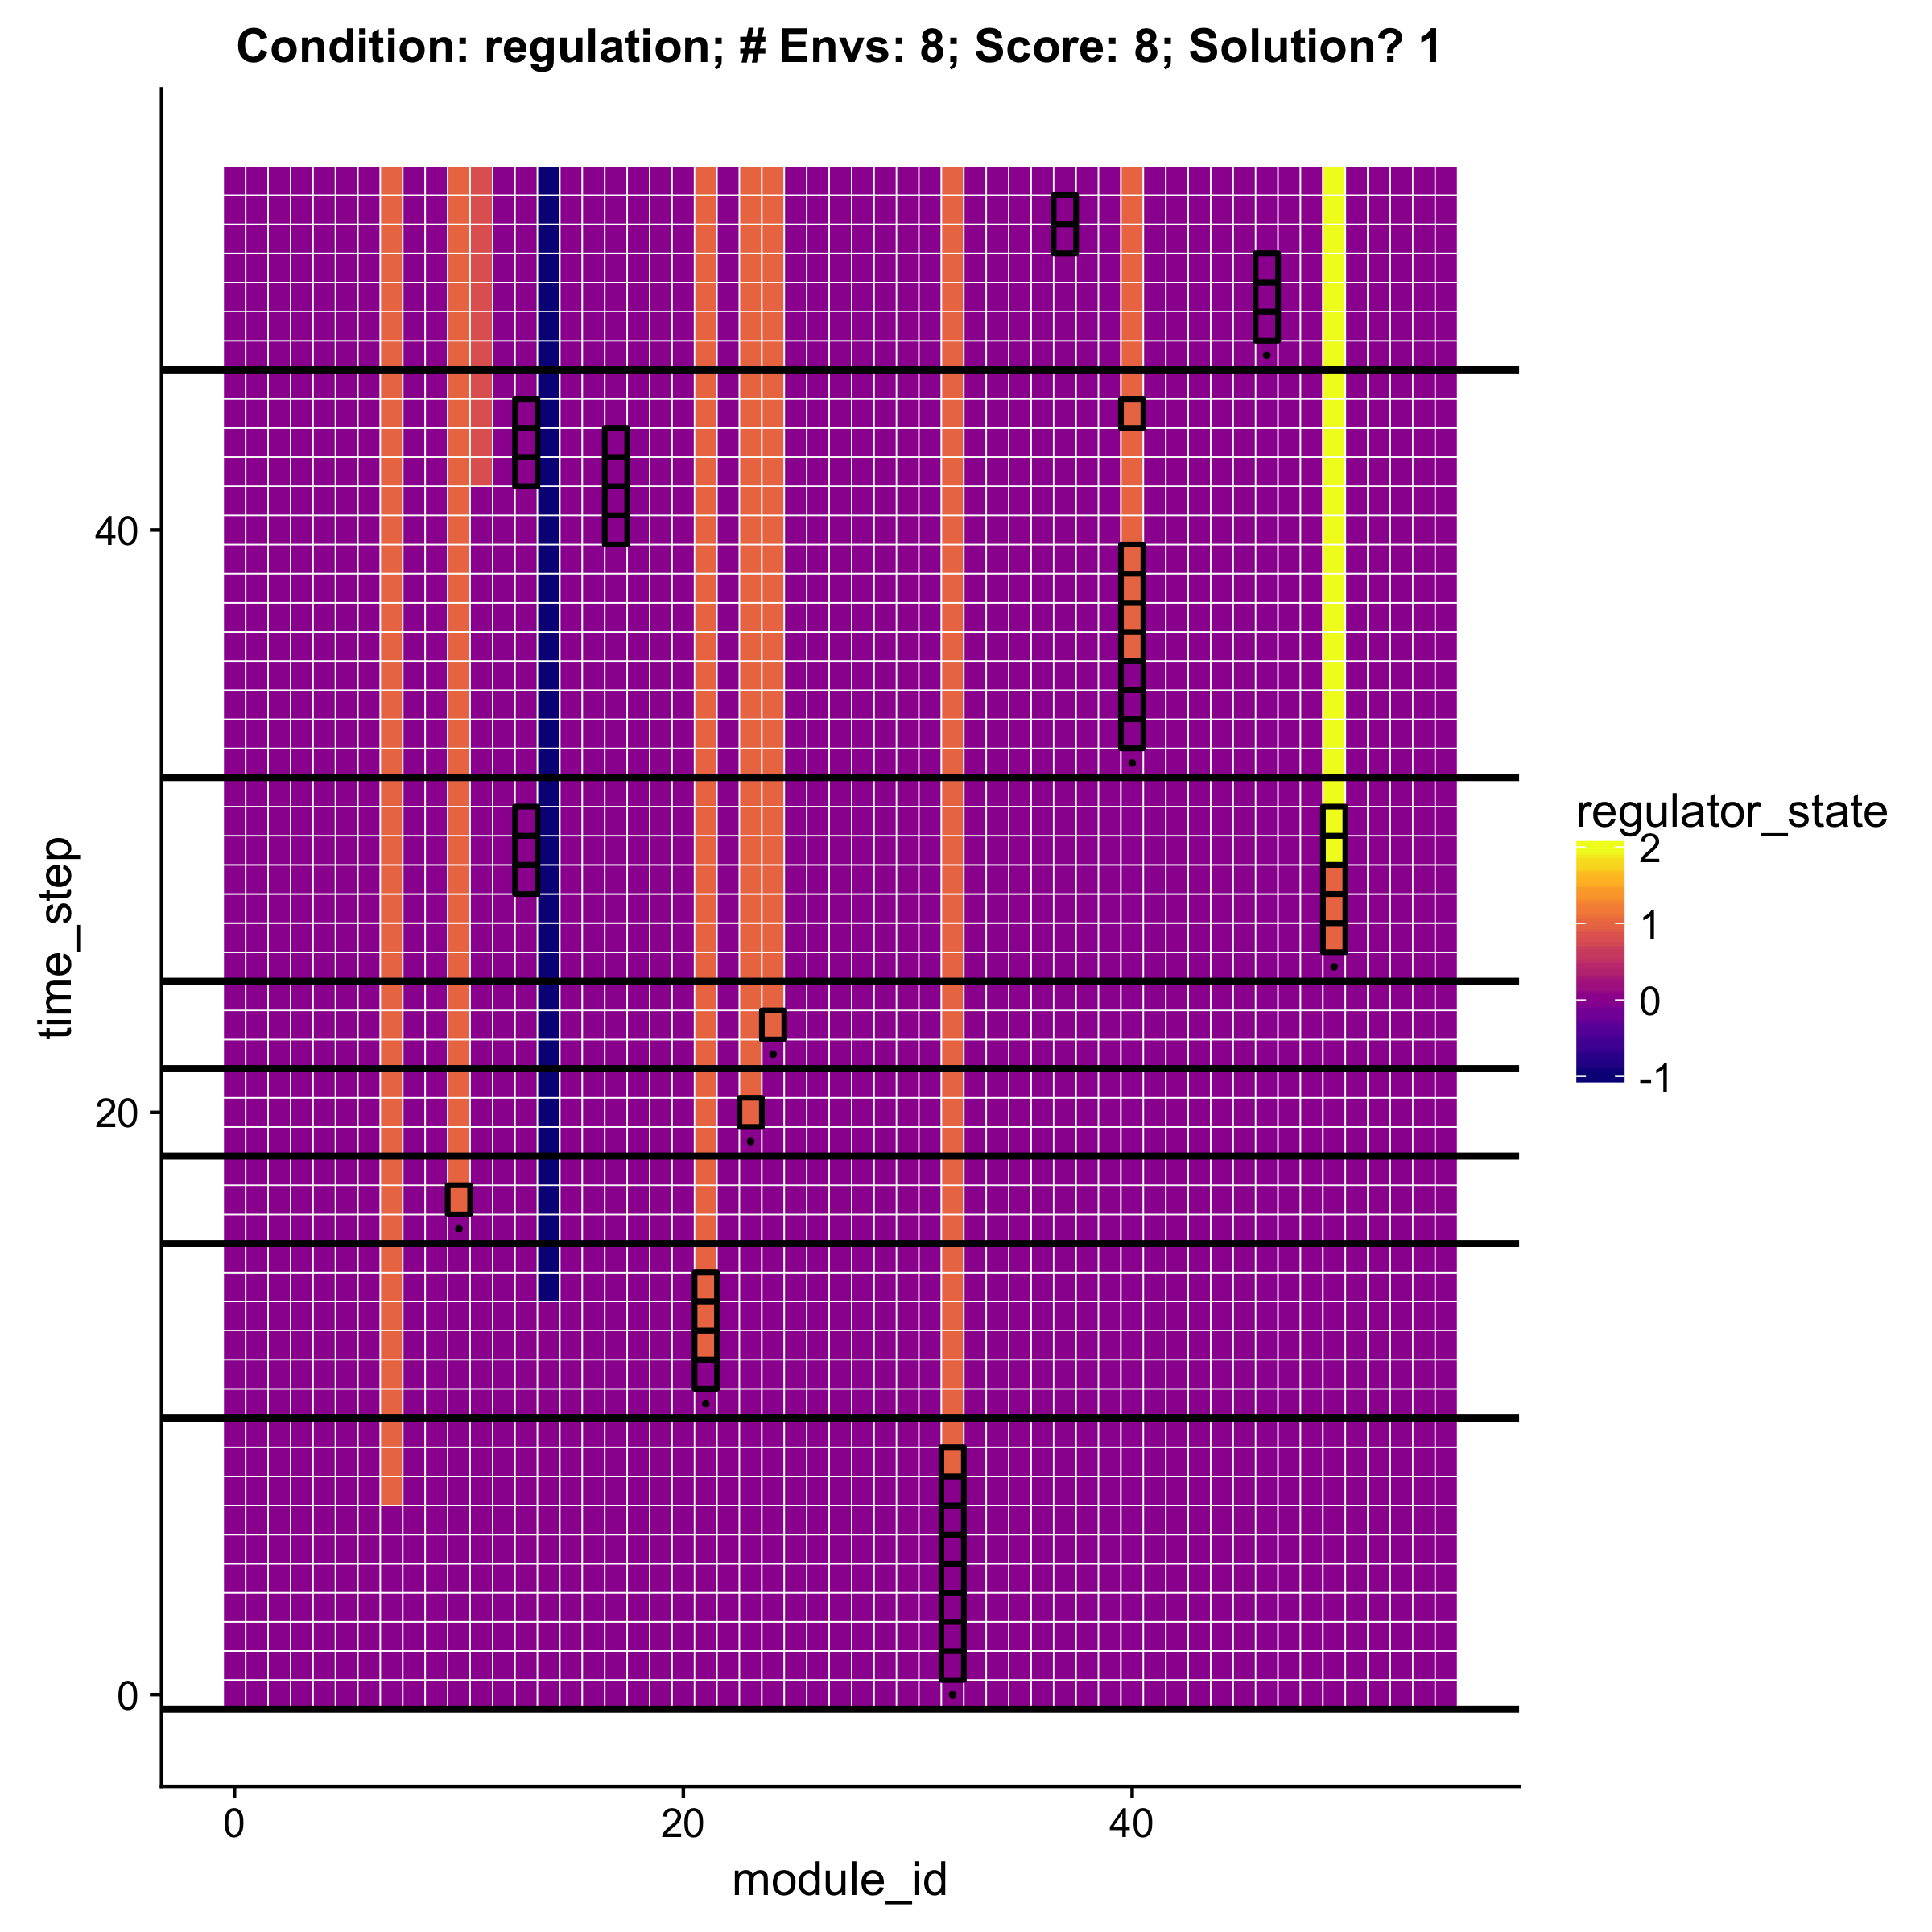 Condition: regulation; # Envs: 8; Score: 8; Solution? 1
time_step
40
20
0
0
20
40
module_id
regulator_state
2
1
0
-1